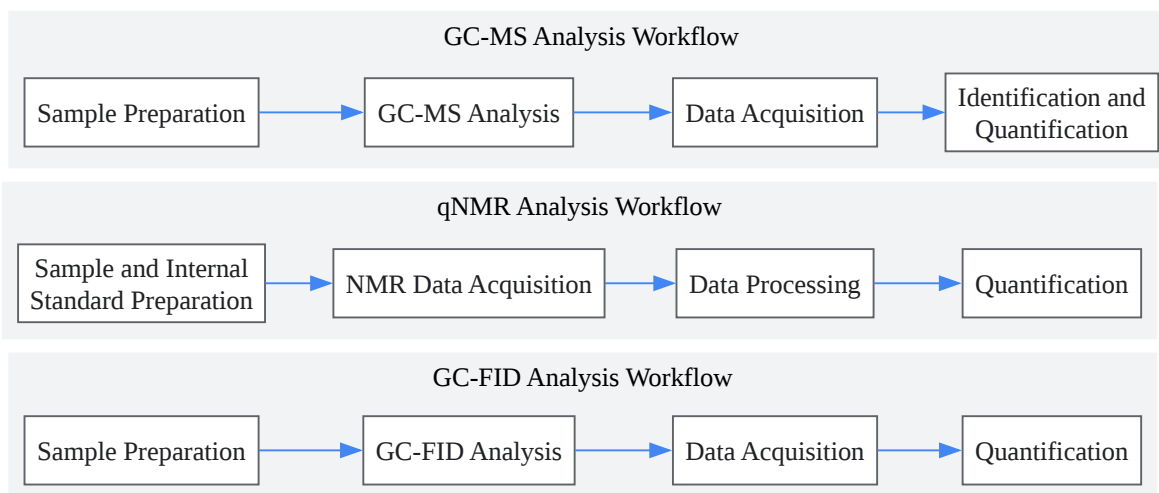 GC-MS Analysis Workflow
Sample Preparation
GC-MS Analysis
Data Acquisition
Identification and
Quantification
qNMR Analysis Workflow
Sample and Internal
Standard Preparation
NMR Data Acquisition
Data Processing
Quantification
GC-FID Analysis Workflow
Sample Preparation
GC-FID Analysis
Data Acquisition
Quantification